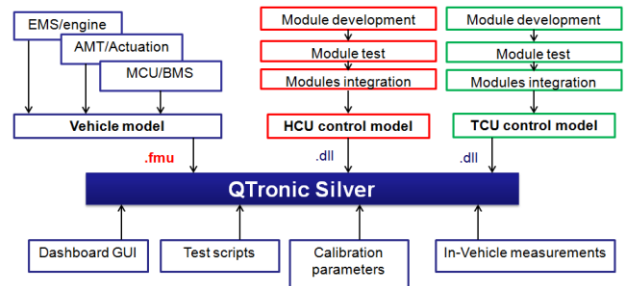 EMS/engine
AMT/Actuation
MCU/BMS
Vehicle model
.fmu
Module development
Module test
Modules integration
HCU control model
.dll
Module development
Module test
Modules integration
TCU control model
.dll
QTronic Silver
Dashboard GUI
Test scripts
Calibration
parameters
In-Vehicle measurements